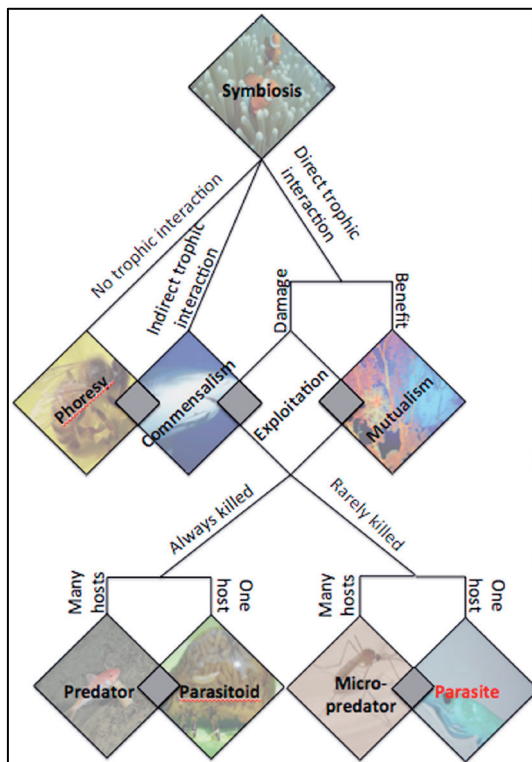 Symbiosis
No trophic interaction
Indirect trophic
interaction
Direct trophic
interaction
Damage
Benefit
Phoresy
Commensalism
Exploitation
Mutualism
Always killed
Rarely killed
Many
hosts
One
host
Many
hosts
One
host
Predator
Parasitoid
Micro-
predator
Parasite